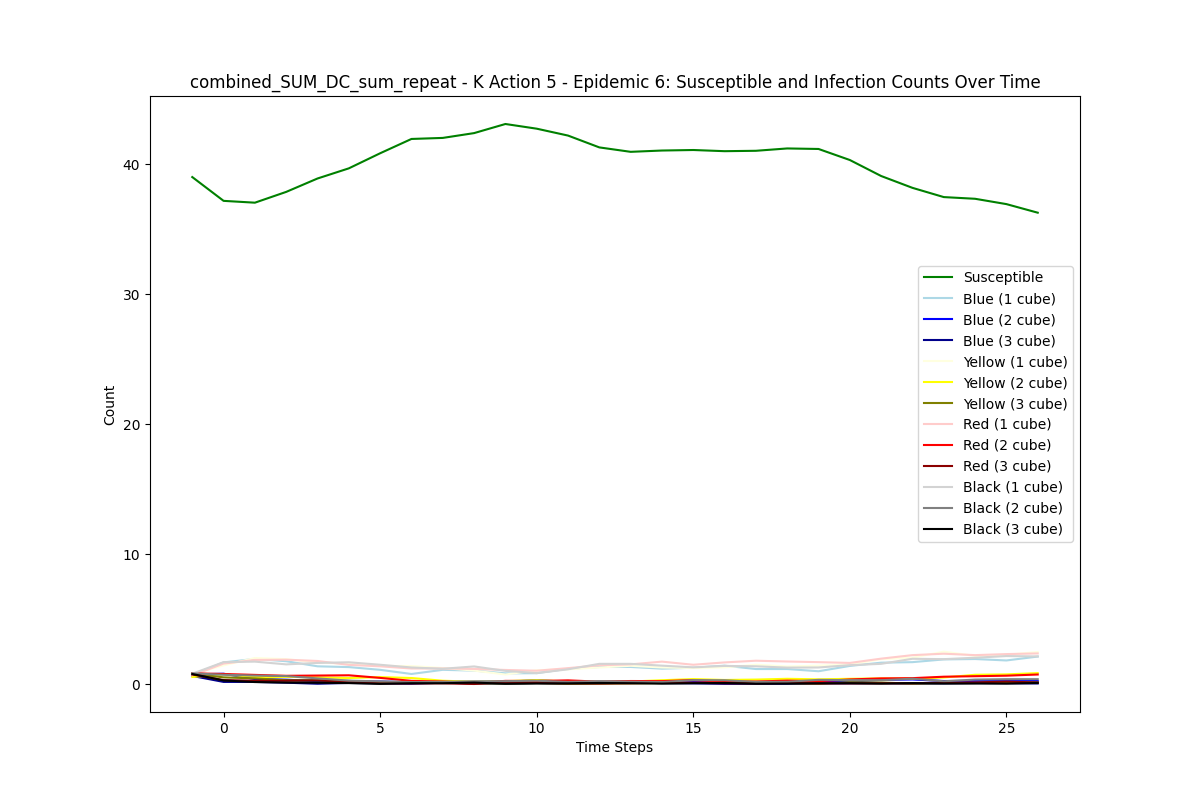 combined_SUM_DC_sum_repeat - K Action 5 - Epidemic 6: Susceptible and Infection Counts Over Time
Count
40
30
20
10
0
Susceptible
Blue (1 cube)
Blue (2 cube)
Blue (3 cube)
Yellow (1 cube)
Yellow (2 cube)
Yellow (3 cube)
Red (1 cube)
Red (2 cube)
Red (3 cube)
Black (1 cube)
Black (2 cube)
Black (3 cube)
0 5 10 15 20 25
Time Steps